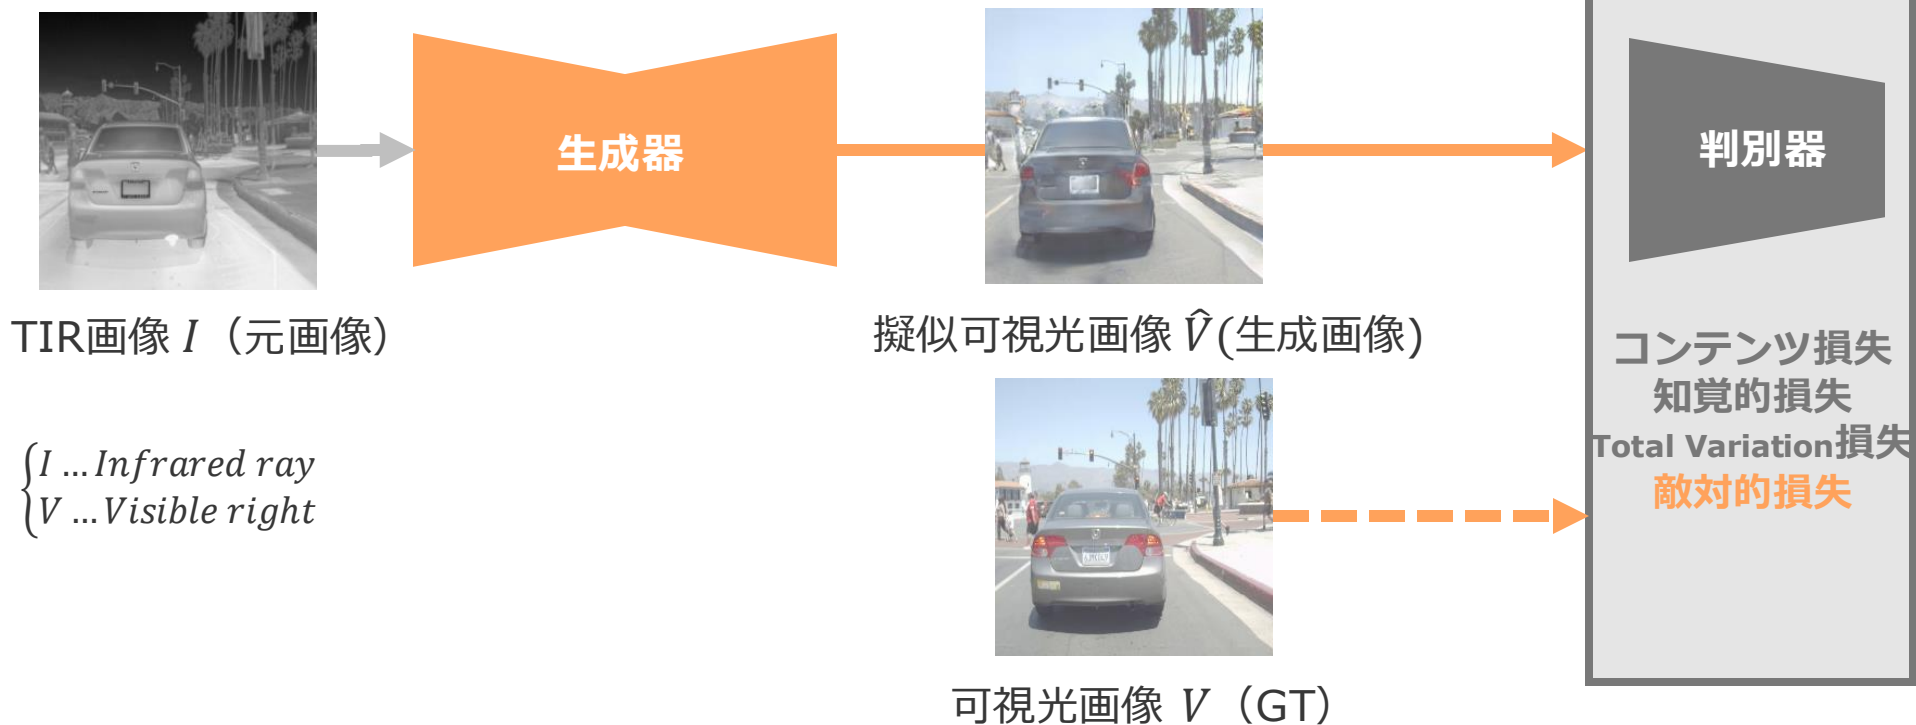 生成器
判別器
TIR画像 I（元画像）
擬似可視光画像 V̂(生成画像)
I … Infrared ray
V … Visible right
可視光画像 V（GT）
コンテンツ損失
知覚的損失
Total Variation損失
敵対的損失